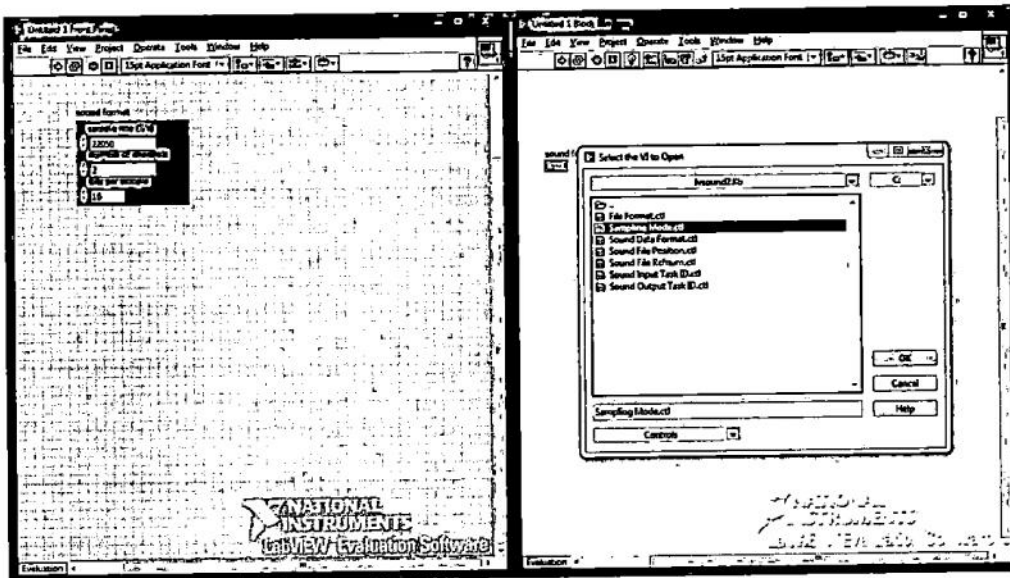 Untitled 1 Front Panel
File Edit View Project Operate Tools Window Help
15pt Application Font
sound format
sample rate (S/s)
22050
number of channels
2
bits per sample
16
NATIONAL
INSTRUMENTS
LabVIEW Evaluation Software
Evaluation
Untitled 1 Block
File Edit View Project Operate Tools Window Help
15pt Application Font
sound f
Select the VI to Open
lvsound2.llb
C:
..
File Format.ctl
Sampling Mode.ctl
Sound Data Format.ctl
Sound File Position.ctl
Sound File Refnum.ctl
Sound Input Task ID.ctl
Sound Output Task ID.ctl
OK
Cancel
Sampling Mode.ctl
Help
Controls
NATIONAL
INSTRUMENTS
Evaluation